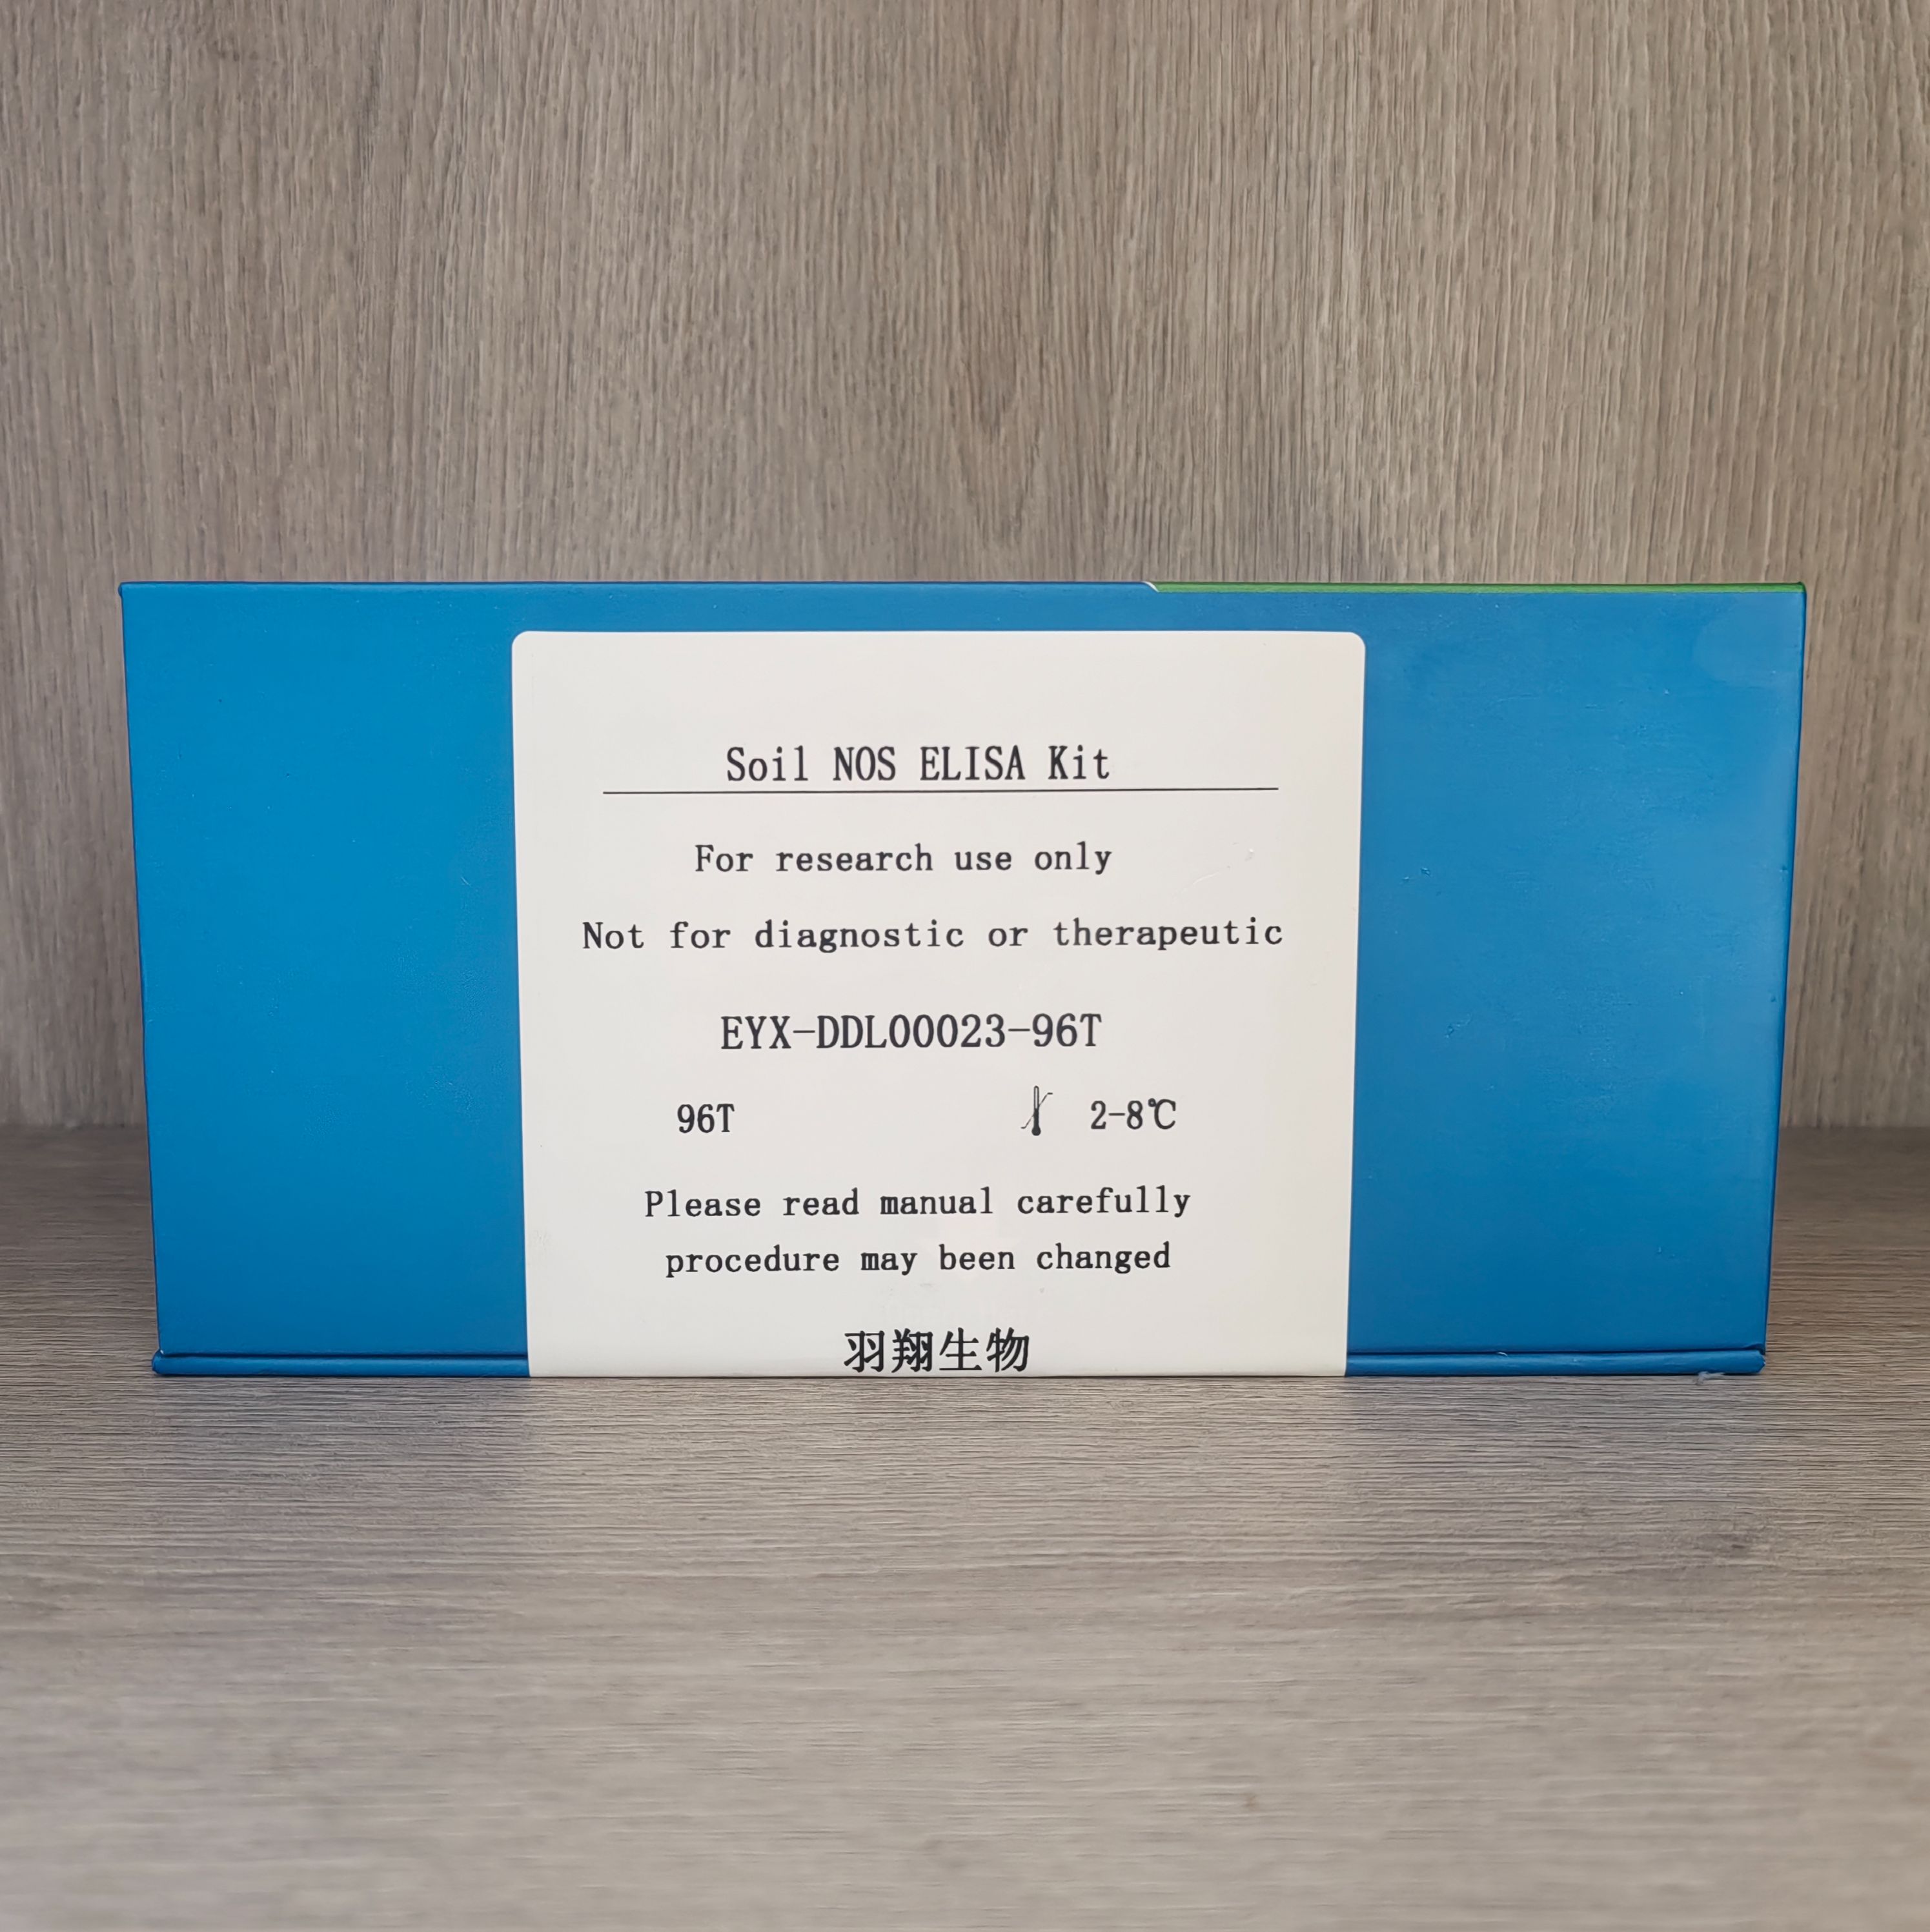 Soil NOS ELISA Kit
For research use only
Not for diagnostic or therapeutic
EYX-DDL00023-96T
96T 2-8℃
Please read manual carefully
procedure may been changed
羽翔生物